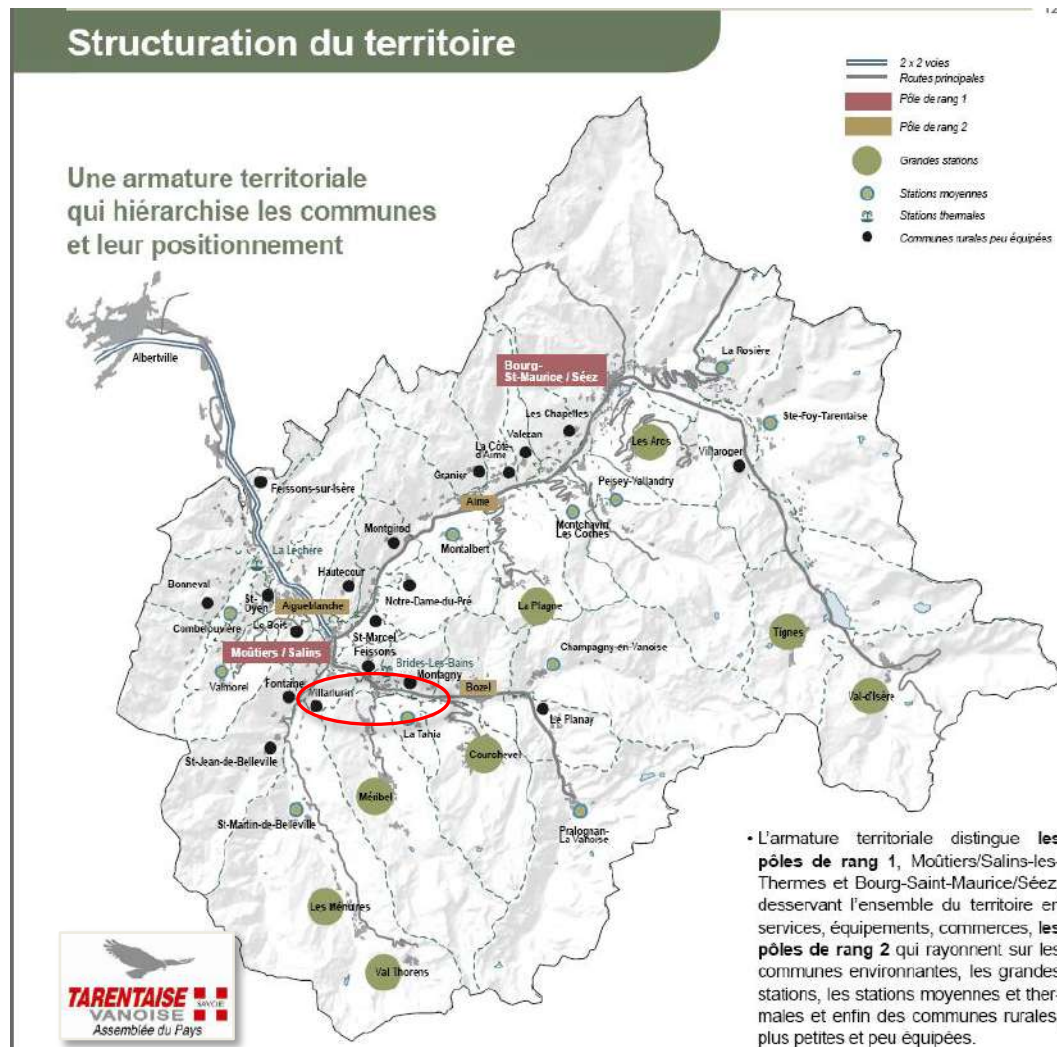 12
Structuration du territoire
2 x 2 voies
Routes principales
Pôle de rang 1
Pôle de rang 2
Grandes stations
Stations moyennes
Stations thermales
Communes rurales peu équipées
Une armature territoriale
qui hiérarchise les communes
et leur positionnement
Albertville
Bourg-
St-Maurice / Séez
La Rosière
Les Chapelles
Ste-Foy-Tarentaise
Valezan
La Côte
d'Aime
Les Arcs
Villaroger
Granier
Peisey-Vallandry
Feissons-sur-Isère
Aime
Montgirod
Montchavin
Les Coches
Montalbert
La Léchère
Hautecour
Bonneval
St-
Oyen
Notre-Dame-du-Pré
Aigueblanche
La Plagne
Combelouvière
Le Bois
St-Marcel
Tignes
Moûtiers / Salins
Feissons
Champagny-en-Vanoise
Brides-Les-Bains
Valmorel
Fontaine
Montagny
Bozel
Villarlurin
Val-d'Isère
Le Planay
La Tania
St-Jean-de-Belleville
Courchevel
Méribel
St-Martin-de-Belleville
Pralognan-
La Vanoise
Les Ménuires
Val Thorens
• L'armature territoriale distingue les
pôles de rang 1, Moûtiers/Salins-les-
Thermes et Bourg-Saint-Maurice/Séez
desservant l'ensemble du territoire en
services, équipements, commerces, les
pôles de rang 2 qui rayonnent sur les
communes environnantes, les grandes
stations, les stations moyennes et ther-
males et enfin des communes rurales
plus petites et peu équipées.
TARENTAISE
SAVOIE
VANOISE
Assemblée du Pays